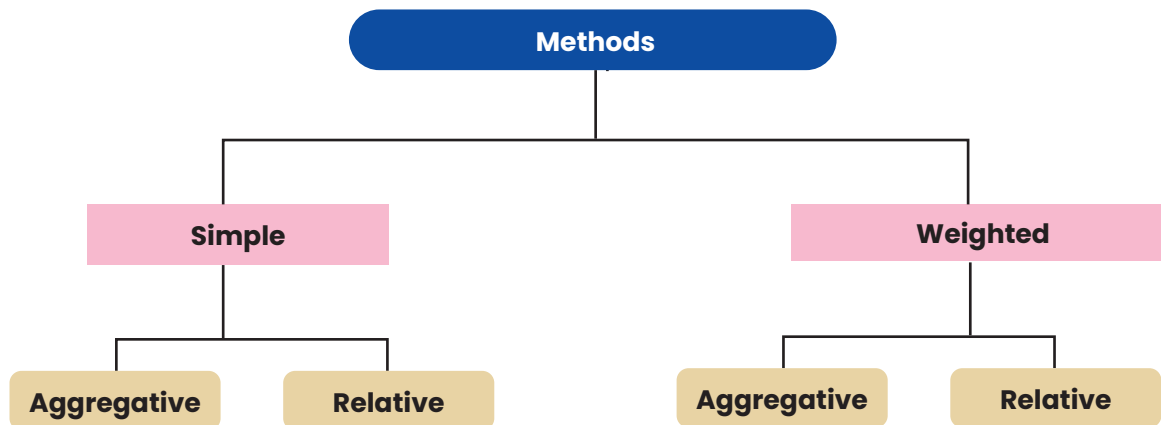 Methods
Simple
Weighted
Aggregative
Relative
Aggregative
Relative